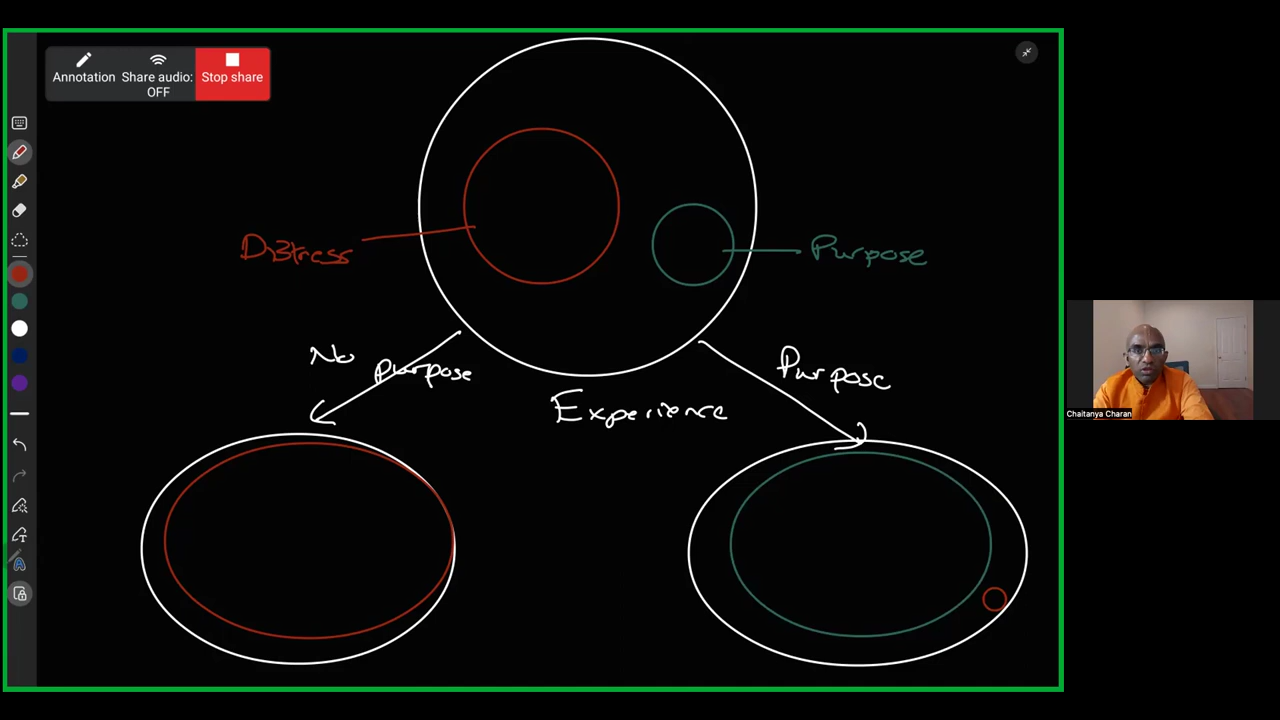 Annotation
Share audio:
OFF
Stop share
Distress
Purpose
No
purpose
Purpose
Experience
Chaitanya Charan